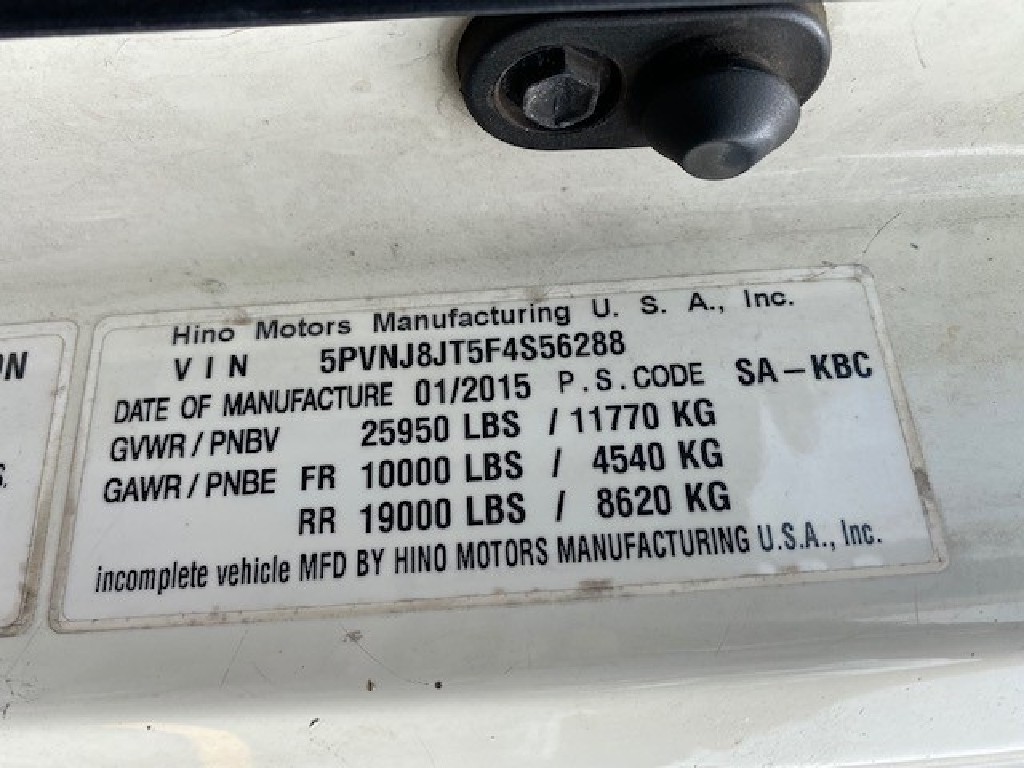 Hino Motors Manufacturing U. S. A., Inc.
VIN 5PVNJ8JT5F4S56288
DATE OF MANUFACTURE 01/2015 P.S.CODE SA-KBC
GVWR/PNBV 25950 LBS / 11770 KG
GAWR/PNBE FR 10000 LBS / 4540 KG
RR 19000 LBS / 8620 KG
incomplete vehicle MFD BY HINO MOTORS MANUFACTURING U.S.A., Inc.